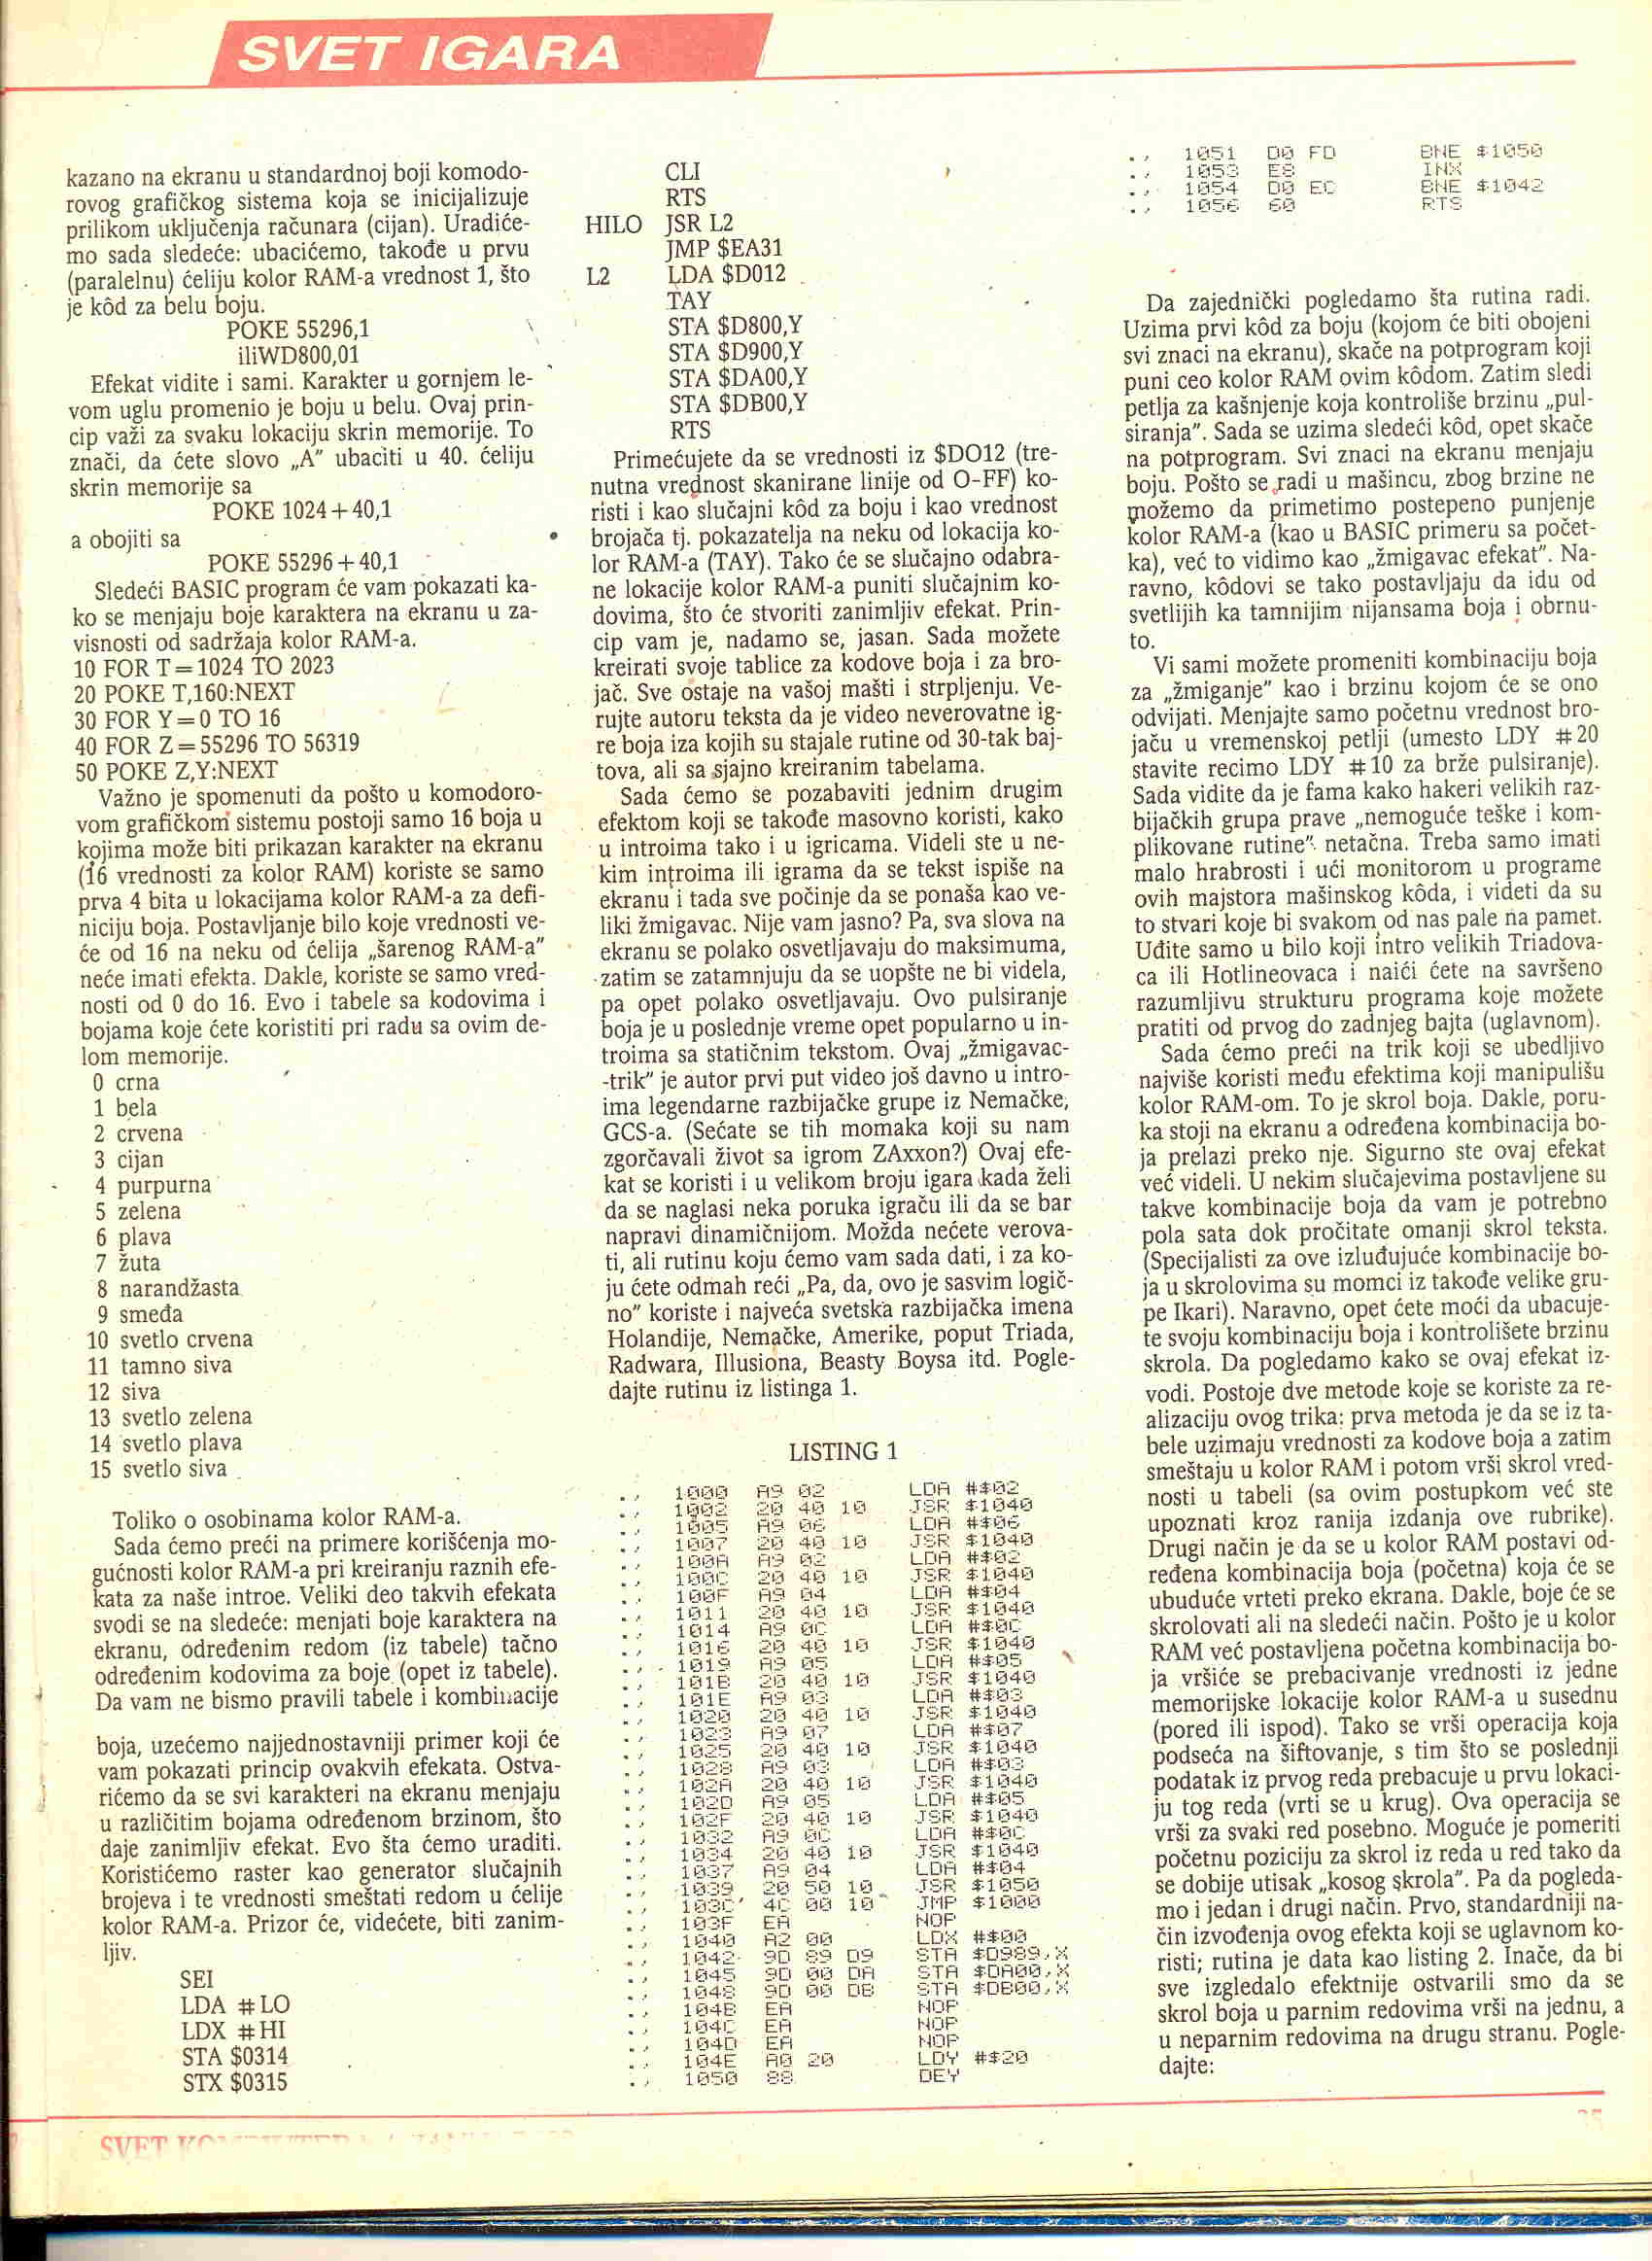 SVET IGARA
kazano na ekranu u standardnoj boji komodo-
rovog grafičkog sistema koja se inicijalizuje
prilikom uključenja računara (cijan). Uradiće-
mo sada sledeće: ubacićemo, takođe u prvu
(paralelnu) ćeliju kolor RAM-a vrednost 1, što
je kôd za belu boju.
POKE 55296,1
iliWD800,01
Efekat vidite i sami. Karakter u gornjem le-
vom uglu promenio je boju u belu. Ovaj prin-
cip važi za svaku lokaciju skrin memorije. To
znači, da ćete slovo „A” ubaciti u 40. ćeliju
skrin memorije sa
POKE 1024+40,1
a obojiti sa
POKE 55296+40,1
Sledeći BASIC program će vam pokazati ka-
ko se menjaju boje karaktera na ekranu u za-
visnosti od sadržaja kolor RAM-a.
10 FOR T=1024 TO 2023
20 POKE T,160:NEXT
30 FOR Y=0 TO 16
40 FOR Z=55296 TO 56319
50 POKE Z,Y:NEXT
Važno je spomenuti da pošto u komodoro-
vom grafičkom sistemu postoji samo 16 boja u
kojima može biti prikazan karakter na ekranu
(16 vrednosti za kolor RAM) koriste se samo
prva 4 bita u lokacijama kolor RAM-a za defi-
niciju boja. Postavljanje bilo koje vrednosti ve-
će od 16 na neku od ćelija „šarenog RAM-a”
neće imati efekta. Dakle, koriste se samo vred-
nosti od 0 do 16. Evo i tabele sa kodovima i
bojama koje ćete koristiti pri radu sa ovim de-
lom memorije.
0 crna
1 bela
2 crvena
3 cijan
4 purpurna
5 zelena
6 plava
7 žuta
8 narandžasta
9 smeđa
10 svetlo crvena
11 tamno siva
12 siva
13 svetlo zelena
14 svetlo plava
15 svetlo siva
Toliko o osobinama kolor RAM-a.
Sada ćemo preći na primere korišćenja mo-
gućnosti kolor RAM-a pri kreiranju raznih efe-
kata za naše introe. Veliki deo takvih efekata
svodi se na sledeće: menjati boje karaktera na
ekranu, određenim redom (iz tabele) tačno
određenim kodovima za boje (opet iz tabele).
Da vam ne bismo pravili tabele i kombinacije
boja, uzećemo najjednostavniji primer koji će
vam pokazati princip ovakvih efekata. Ostva-
rićemo da se svi karakteri na ekranu menjaju
u različitim bojama određenom brzinom, što
daje zanimljiv efekat. Evo šta ćemo uraditi.
Koristićemo raster kao generator slučajnih
brojeva i te vrednosti smeštati redom u ćelije
kolor RAM-a. Prizor će, videćete, biti zanim-
ljiv.
SEI
LDA #LO
LDX #HI
STA $0314
STX $0315
CLI
RTS
HILO JSR L2
JMP $EA31
L2 LDA $D012
TAY
STA $D800,Y
STA $D900,Y
STA $DA00,Y
STA $DB00,Y
RTS
Primećujete da se vrednosti iz $DO12 (tre-
nutna vrednost skanirane linije od O-FF) ko-
risti i kao slučajni kôd za boju i kao vrednost
brojača tj. pokazatelja na neku od lokacija ko-
lor RAM-a (TAY). Tako će se slučajno odabra-
ne lokacije kolor RAM-a puniti slučajnim ko-
dovima, što će stvoriti zanimljiv efekat. Prin-
cip vam je, nadamo se, jasan. Sada možete
kreirati svoje tablice za kodove boja i za bro-
jač. Sve ostaje na vašoj mašti i strpljenju. Ve-
rujte autoru teksta da je video neverovatne ig-
re boja iza kojih su stajale rutine od 30-tak baj-
tova, ali sa sjajno kreiranim tabelama.
Sada ćemo se pozabaviti jednim drugim
efektom koji se takođe masovno koristi, kako
u introima tako i u igricama. Videli ste u ne-
kim introima ili igrama da se tekst ispiše na
ekranu i tada sve počinje da se ponaša kao ve-
liki žmigavac. Nije vam jasno? Pa, sva slova na
ekranu se polako osvetljavaju do maksimuma,
zatim se zatamnjuju da se uopšte ne bi videla,
pa opet polako osvetljavaju. Ovo pulsiranje
boja je u poslednje vreme opet popularno u in-
troima sa statičnim tekstom. Ovaj „žmigavac-
-trik” je autor prvi put video još davno u intro-
ima legendarne razbijačke grupe iz Nemačke,
GCS-a. (Sećate se tih momaka koji su nam
zgorčavali život sa igrom ZAxxon?) Ovaj efe-
kat se koristi i u velikom broju igara kada želi
da se naglasi neka poruka igraču ili da se bar
napravi dinamičnijom. Možda nećete verova-
ti, ali rutinu koju ćemo vam sada dati, i za ko-
ju ćete odmah reći „Pa, da, ovo je sasvim logič-
no” koriste i najveća svetska razbijačka imena
Holandije, Nemačke, Amerike, poput Triada,
Radwara, Illusiona, Beasty Boysa itd. Pogle-
dajte rutinu iz listinga 1.
LISTING 1
., 1000 A9 02 LDA #$02
., 1002 20 40 10 JSR $1040
., 1005 A9 06 LDA #$06
., 1007 20 40 10 JSR $1040
., 100A A9 02 LDA #$02
., 100C 20 40 10 JSR $1040
., 100F A9 04 LDA #$04
., 1011 20 40 10 JSR $1040
., 1014 A9 0C LDA #$0C
., 1016 20 40 10 JSR $1040
., 1019 A9 05 LDA #$05
., 101B 20 40 10 JSR $1040
., 101E A9 03 LDA #$03
., 1020 20 40 10 JSR $1040
., 1023 A9 07 LDA #$07
., 1025 20 40 10 JSR $1040
., 1028 A9 03 LDA #$03
., 102A 20 40 10 JSR $1040
., 102D A9 05 LDA #$05
., 102F 20 40 10 JSR $1040
., 1032 A9 0C LDA #$0C
., 1034 20 40 10 JSR $1040
., 1037 A9 04 LDA #$04
., 1039 20 50 10 JSR $1050
., 103C 4C 00 10 JMP $1000
., 103F EA NOP
., 1040 A2 00 LDX #$00
., 1042 9D 89 D9 STA $D989,X
., 1045 9D 00 DA STA $DA00,X
., 1048 9D 00 DB STA $DB00,X
., 104B EA NOP
., 104C EA NOP
., 104D EA NOP
., 104E A0 20 LDY #$20
., 1050 88 DEY
., 1051 D0 FD BNE $1050
., 1053 E8 INX
., 1054 D0 EC BNE $1042
., 1056 60 RTS
Da zajednički pogledamo šta rutina radi.
Uzima prvi kôd za boju (kojom će biti obojeni
svi znaci na ekranu), skače na potprogram koji
puni ceo kolor RAM ovim kôdom. Zatim sledi
petlja za kašnjenje koja kontroliše brzinu „pul-
siranja”. Sada se uzima sledeći kôd, opet skače
na potprogram. Svi znaci na ekranu menjaju
boju. Pošto se radi u mašincu, zbog brzine ne
možemo da primetimo postepeno punjenje
kolor RAM-a (kao u BASIC primeru sa počet-
ka), već to vidimo kao „žmigavac efekat”. Na-
ravno, kôdovi se tako postavljaju da idu od
svetlijih ka tamnijim nijansama boja i obrnu-
to.
Vi sami možete promeniti kombinaciju boja
za „žmiganje” kao i brzinu kojom će se ono
odvijati. Menjajte samo početnu vrednost bro-
jaču u vremenskoj petlji (umesto LDY #20
stavite recimo LDY #10 za brže pulsiranje).
Sada vidite da je fama kako hakeri velikih raz-
bijačkih grupa prave „nemoguće teške i kom-
plikovane rutine” netačna. Treba samo imati
malo hrabrosti i ući monitorom u programe
ovih majstora mašinskog kôda, i videti da su
to stvari koje bi svakom od nas pale na pamet.
Uđite samo u bilo koji intro velikih Triadova-
ca ili Hotlineovaca i naići ćete na savršeno
razumljivu strukturu programa koje možete
pratiti od prvog do zadnjeg bajta (uglavnom).
Sada ćemo preći na trik koji se ubedljivo
najviše koristi među efektima koji manipulišu
kolor RAM-om. To je skrol boja. Dakle, poru-
ka stoji na ekranu a određena kombinacija bo-
ja prelazi preko nje. Sigurno ste ovaj efekat
već videli. U nekim slučajevima postavljene su
takve kombinacije boja da vam je potrebno
pola sata dok pročitate omanji skrol teksta.
(Specijalisti za ove izluđujuće kombinacije bo-
ja u skrolovima su momci iz takođe velike gru-
pe Ikari). Naravno, opet ćete moći da ubacuje-
te svoju kombinaciju boja i kontrolišete brzinu
skrola. Da pogledamo kako se ovaj efekat iz-
vodi. Postoje dve metode koje se koriste za re-
alizaciju ovog trika: prva metoda je da se iz ta-
bele uzimaju vrednosti za kodove boja a zatim
smeštaju u kolor RAM i potom vrši skrol vred-
nosti u tabeli (sa ovim postupkom već ste
upoznati kroz ranija izdanja ove rubrike).
Drugi način je da se u kolor RAM postavi od-
ređena kombinacija boja (početna) koja će se
ubuduće vrteti preko ekrana. Dakle, boje će se
skrolovati ali na sledeći način. Pošto je u kolor
RAM već postavljena početna kombinacija bo-
ja vršiće se prebacivanje vrednosti iz jedne
memorijske lokacije kolor RAM-a u susednu
(pored ili ispod). Tako se vrši operacija koja
podseća na šiftovanje, s tim što se poslednji
podatak iz prvog reda prebacuje u prvu lokaci-
ju tog reda (vrti se u krug). Ova operacija se
vrši za svaki red posebno. Moguće je pomeriti
početnu poziciju za skrol iz reda u red tako da
se dobije utisak „kosog skrola”. Pa da pogleda-
mo i jedan i drugi način. Prvo, standardniji na-
čin izvođenja ovog efekta koji se uglavnom ko-
risti; rutina je data kao listing 2. Inače, da bi
sve izgledalo efektnije ostvarili smo da se
skrol boja u parnim redovima vrši na jednu, a
u neparnim redovima na drugu stranu. Pogle-
dajte:
SVET